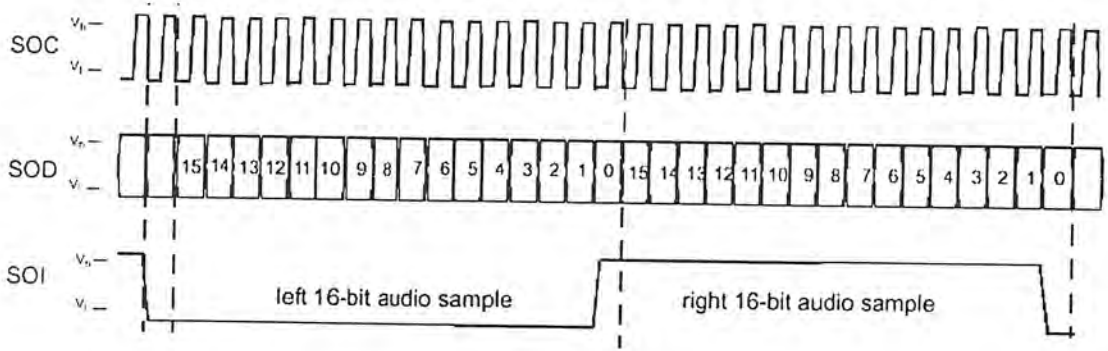 SOC
Vh
Vl
SOD
Vh
Vl
15 14 13 12 11 10 9 8 7 6 5 4 3 2 1 0 15 14 13 12 11 10 9 8 7 6 5 4 3 2 1 0
SOI
Vh
left 16-bit audio sample
right 16-bit audio sample